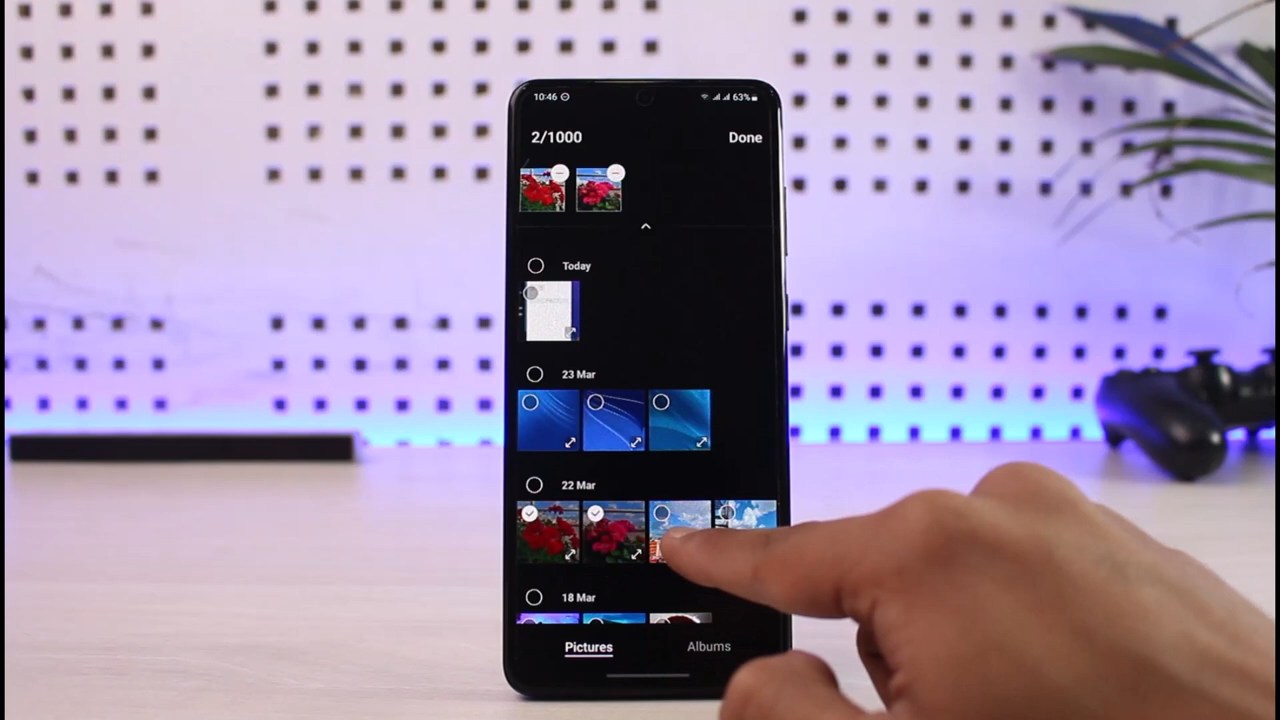 10:46 63%
2/1000 Done
Today
23 Mar
22 Mar
18 Mar
Pictures Albums